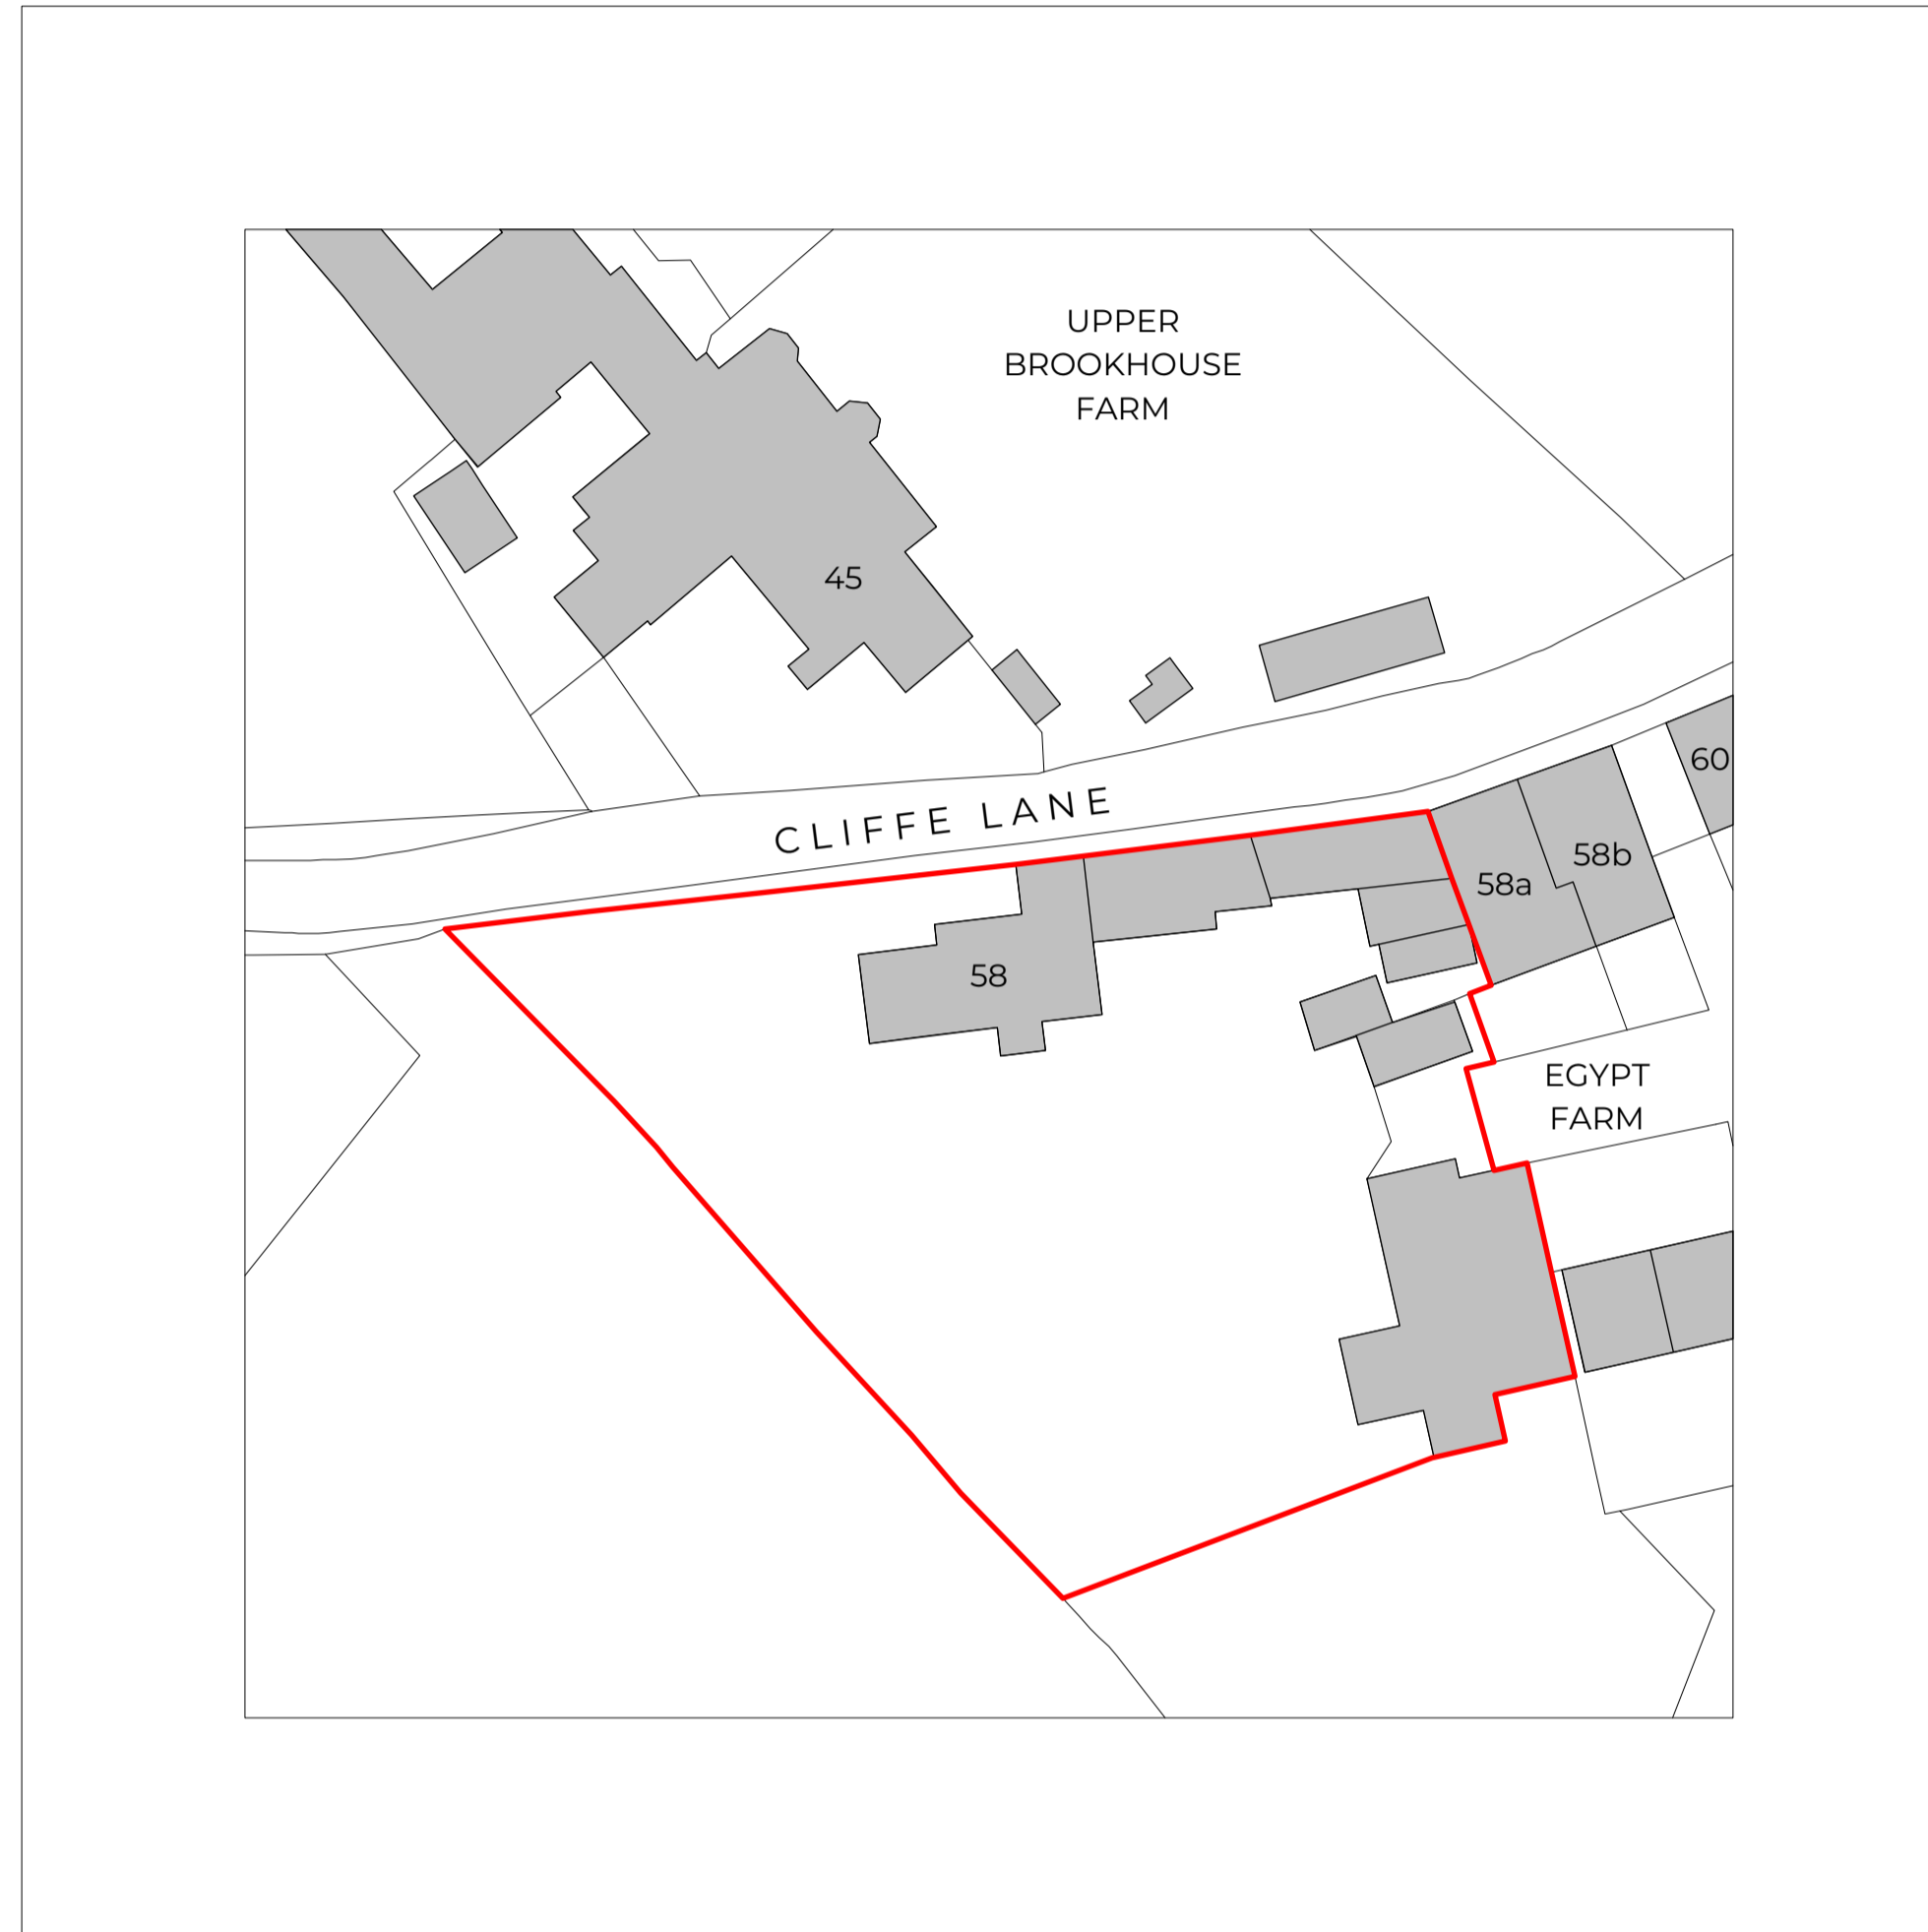 UPPER
BROOKHOUSE
FARM
45
60
CLIFFE LANE
58b
58a
58
EGYPT
FARM